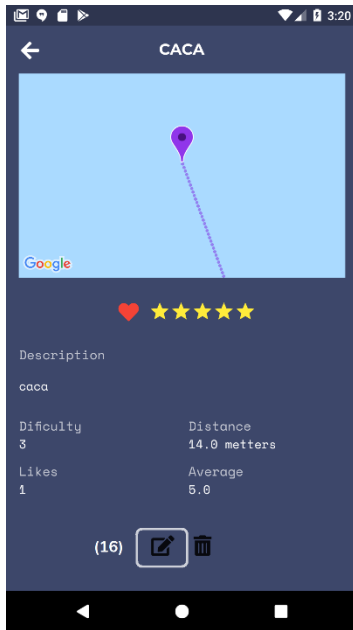 3:20
CACA
Google
Description
caca
Dificulty Distance
3 14.0 metters
Likes Average
1 5.0
(16)